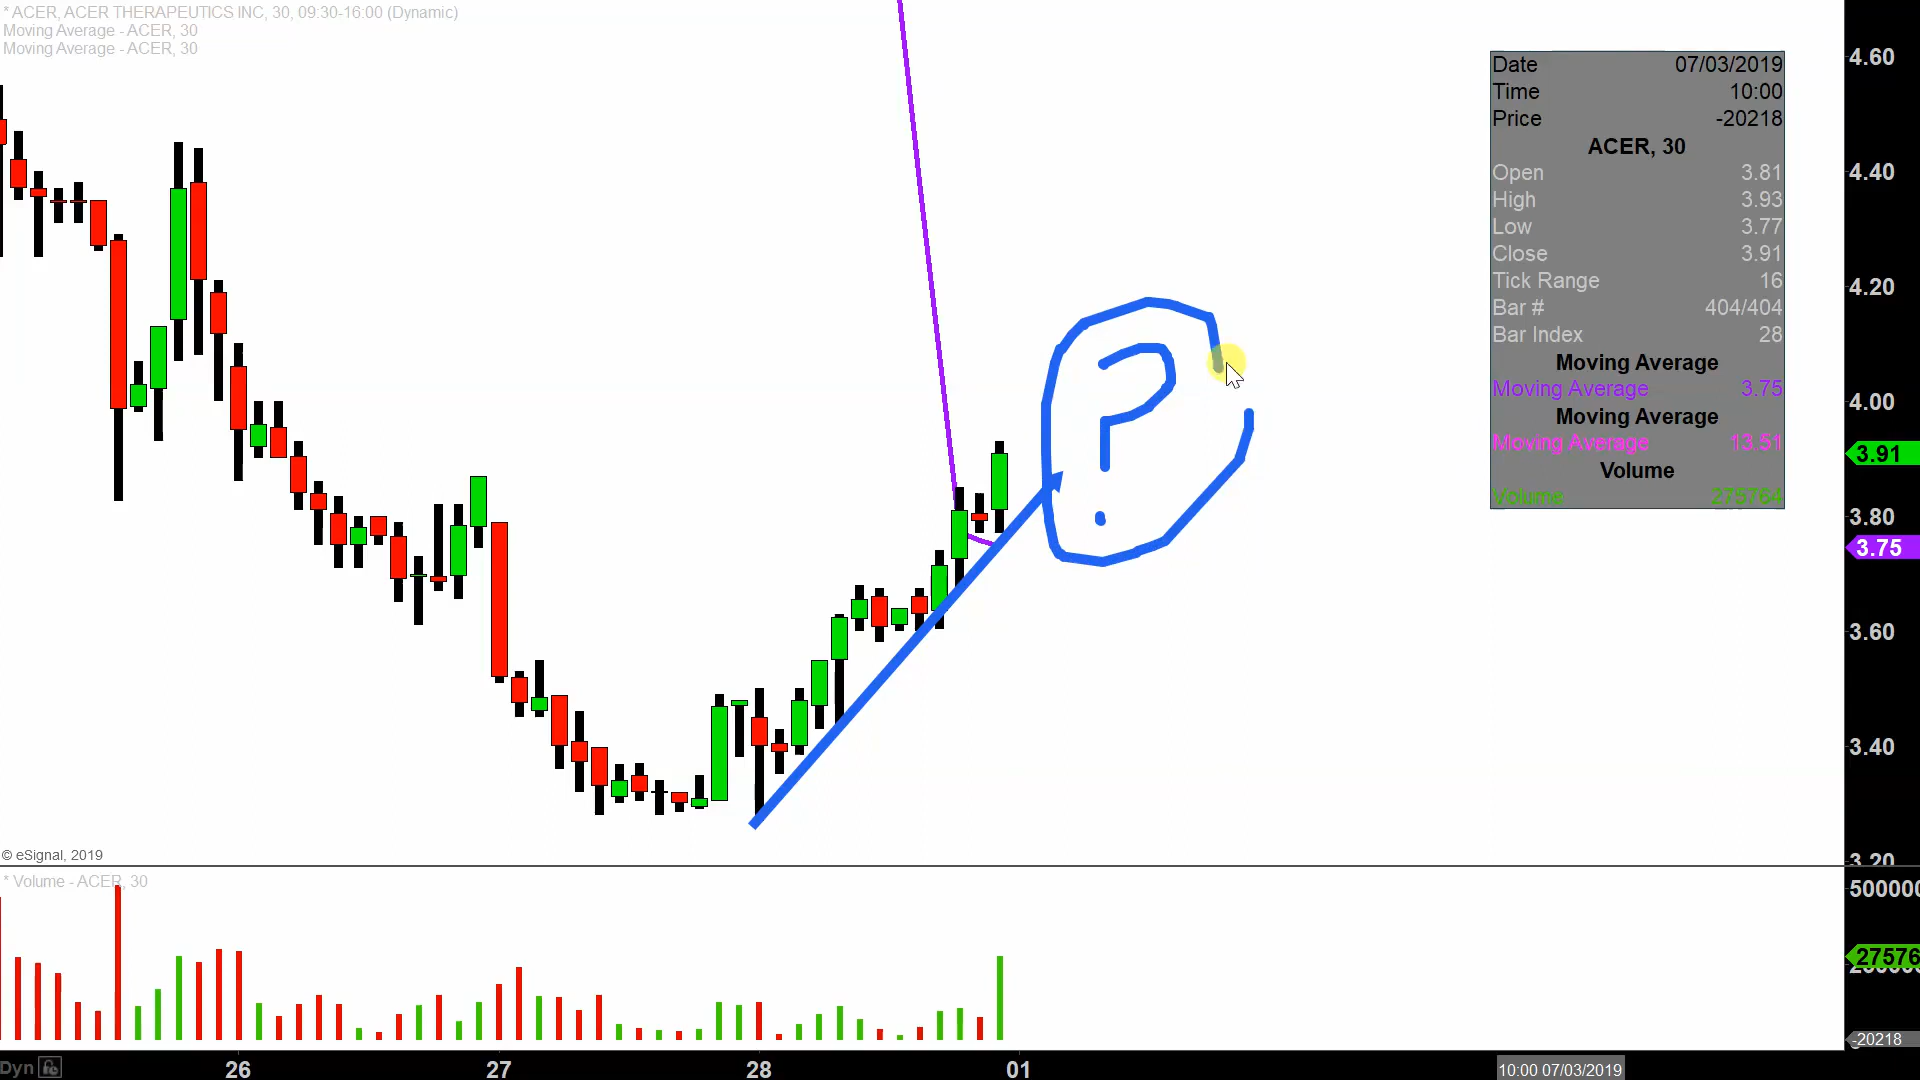 * ACER, ACER THERAPEUTICS INC, 30, 09:30-16:00 (Dynamic)
Moving Average - ACER, 30
Moving Average - ACER, 30
Date 07/03/2019
Time 10:00
Price -20218
ACER, 30
Open 3.81
High 3.93
Low 3.77
Close 3.91
Tick Range 16
Bar # 404/404
Bar Index 28
Moving Average
Moving Average 3.75
Moving Average
Moving Average 13.51
Volume
Volume 275764
4.60
4.40
4.20
4.00
3.91
3.80
3.75
3.60
3.40
3.20
?
© eSignal, 2019
* Volume - ACER, 30
500000
27576
-20218
Dyn
26 27 28 01
10:00 07/03/2019